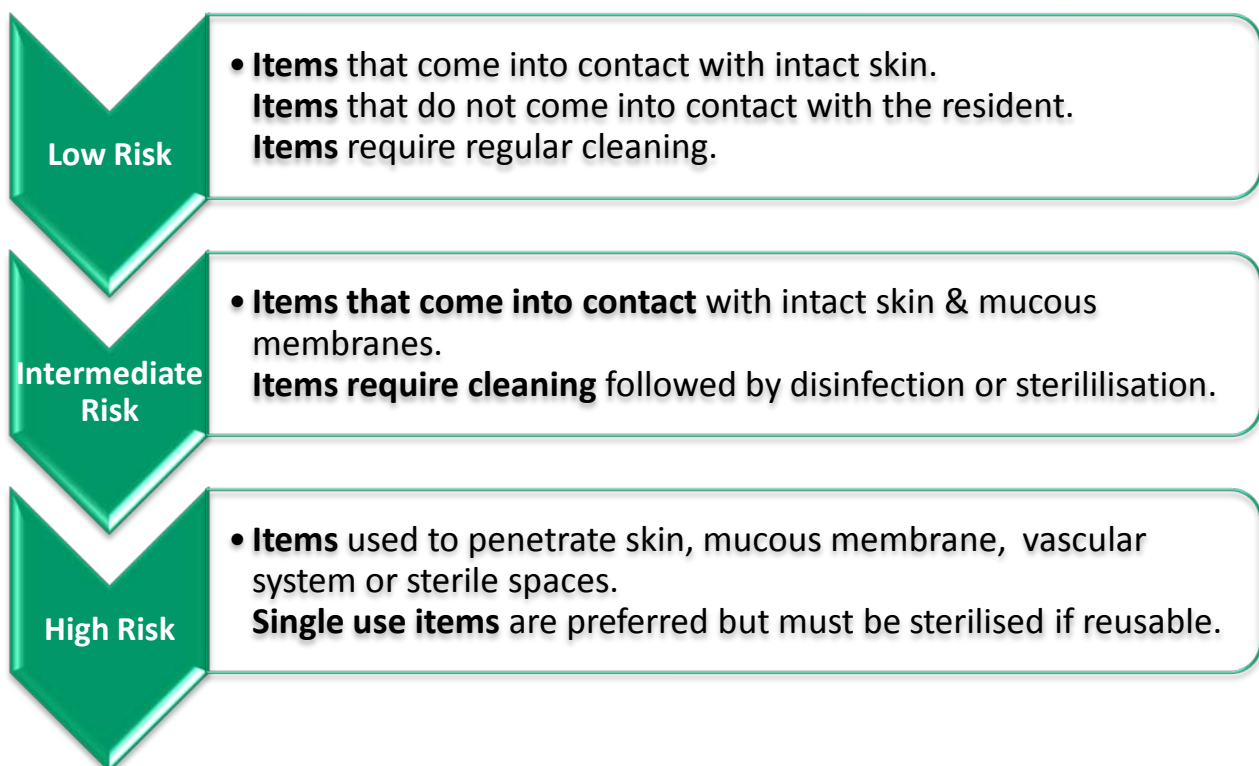 Low Risk
• Items that come into contact with intact skin.
Items that do not come into contact with the resident.
Items require regular cleaning.
Intermediate
Risk
• Items that come into contact with intact skin & mucous
membranes.
Items require cleaning followed by disinfection or sterililisation.
High Risk
• Items used to penetrate skin, mucous membrane,  vascular
system or sterile spaces.
Single use items are preferred but must be sterilised if reusable.